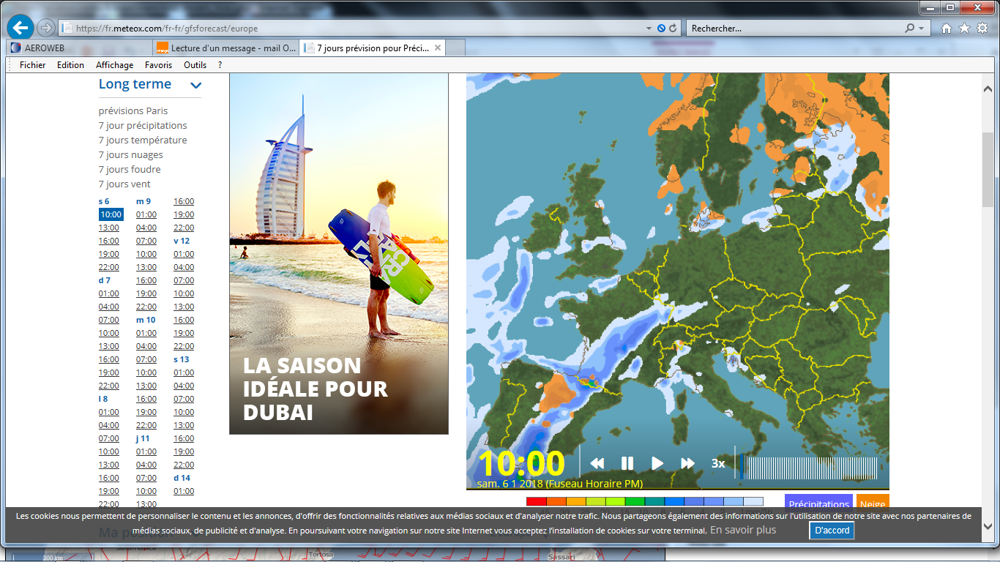 https://fr.meteox.com/fr-fr/gfsforecast/europe
Rechercher...
AEROWEB
Lecture d'un message - mail O...
7 jours prévision pour Préci...
Fichier Edition Affichage Favoris Outils ?
Long terme
prévisions Paris
7 jour précipitations
7 jours température
7 jours nuages
7 jours foudre
7 jours vent
s 6 m 9 16:00
10:00 01:00 19:00
13:00 04:00 22:00
16:00 07:00 v 12
19:00 10:00 01:00
22:00 13:00 04:00
d 7 16:00 07:00
01:00 19:00 10:00
04:00 22:00 13:00
07:00 m 10 16:00
10:00 01:00 19:00
13:00 04:00 22:00
16:00 07:00 s 13
19:00 10:00 01:00
22:00 13:00 04:00
l 8 16:00 07:00
01:00 19:00 10:00
04:00 22:00 13:00
07:00 j 11 16:00
10:00 01:00 19:00
13:00 04:00 22:00
16:00 07:00 d 14
19:00 10:00 01:00
22:00 13:00
LA SAISON
IDÉALE POUR
DUBAI
10:00
3x
sam. 6 1 2018 (Fuseau Horaire PM)
Précipitations
Neige
Les cookies nous permettent de personnaliser le contenu et les annonces, d'offrir des fonctionnalités relatives aux médias sociaux et d'analyser notre trafic. Nous partageons également des informations sur l'utilisation de notre site avec nos partenaires de
médias sociaux, de publicité et d'analyse. En poursuivant votre navigation sur notre site Internet vous acceptez l'installation de cookies sur votre terminal. En savoir plus
D'accord
Ma position
200 km
Tortosa
Sassari